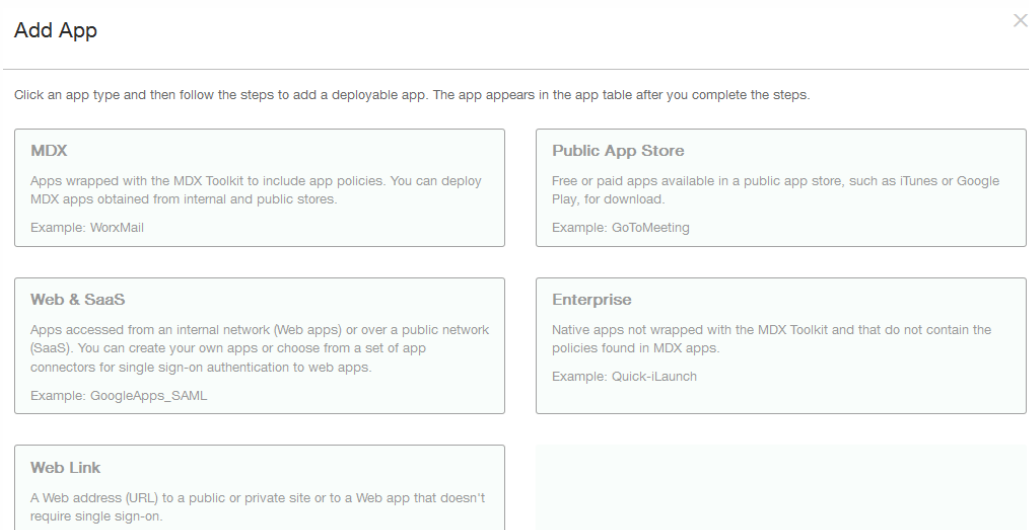 Add App
Click an app type and then follow the steps to add a deployable app. The app appears in the app table after you complete the steps.
MDX
Apps wrapped with the MDX Toolkit to include app policies. You can deploy
MDX apps obtained from internal and public stores.
Example: WorxMail
Public App Store
Free or paid apps available in a public app store, such as iTunes or Google
Play, for download.
Example: GoToMeeting
Web & SaaS
Apps accessed from an internal network (Web apps) or over a public network
(SaaS). You can create your own apps or choose from a set of app
connectors for single sign-on authentication to web apps.
Example: GoogleApps_SAML
Enterprise
Native apps not wrapped with the MDX Toolkit and that do not contain the
policies found in MDX apps.
Example: Quick-iLaunch
Web Link
A Web address (URL) to a public or private site or to a Web app that doesn't
require single sign-on.